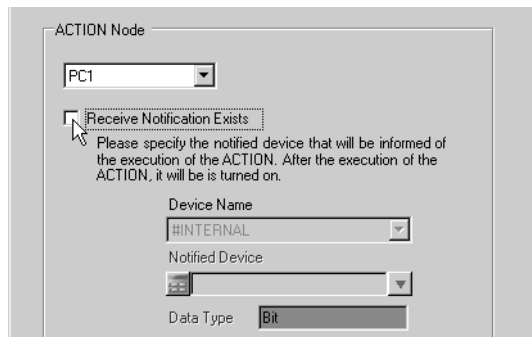 ACTION Node
PC1
Receive Notification Exists
Please specify the notified device that will be informed of
the execution of the ACTION. After the execution of the
ACTION, it will be is turned on.
Device Name
#INTERNAL
Notified Device
Data Type Bit